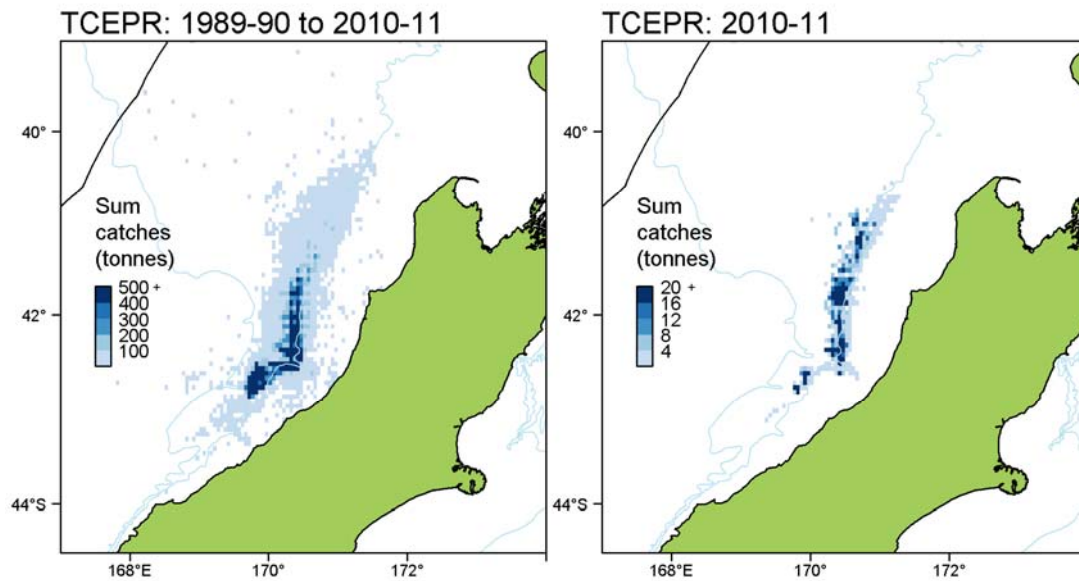 TCEPR: 1989-90 to 2010-11
40°
42°
44°S
168°E
170°
172°
Sum
catches
(tonnes)
500 +
400
300
200
100
TCEPR: 2010-11
40°
42°
44°S
168°E
170°
172°
Sum
catches
(tonnes)
20 +
16
12
8
4